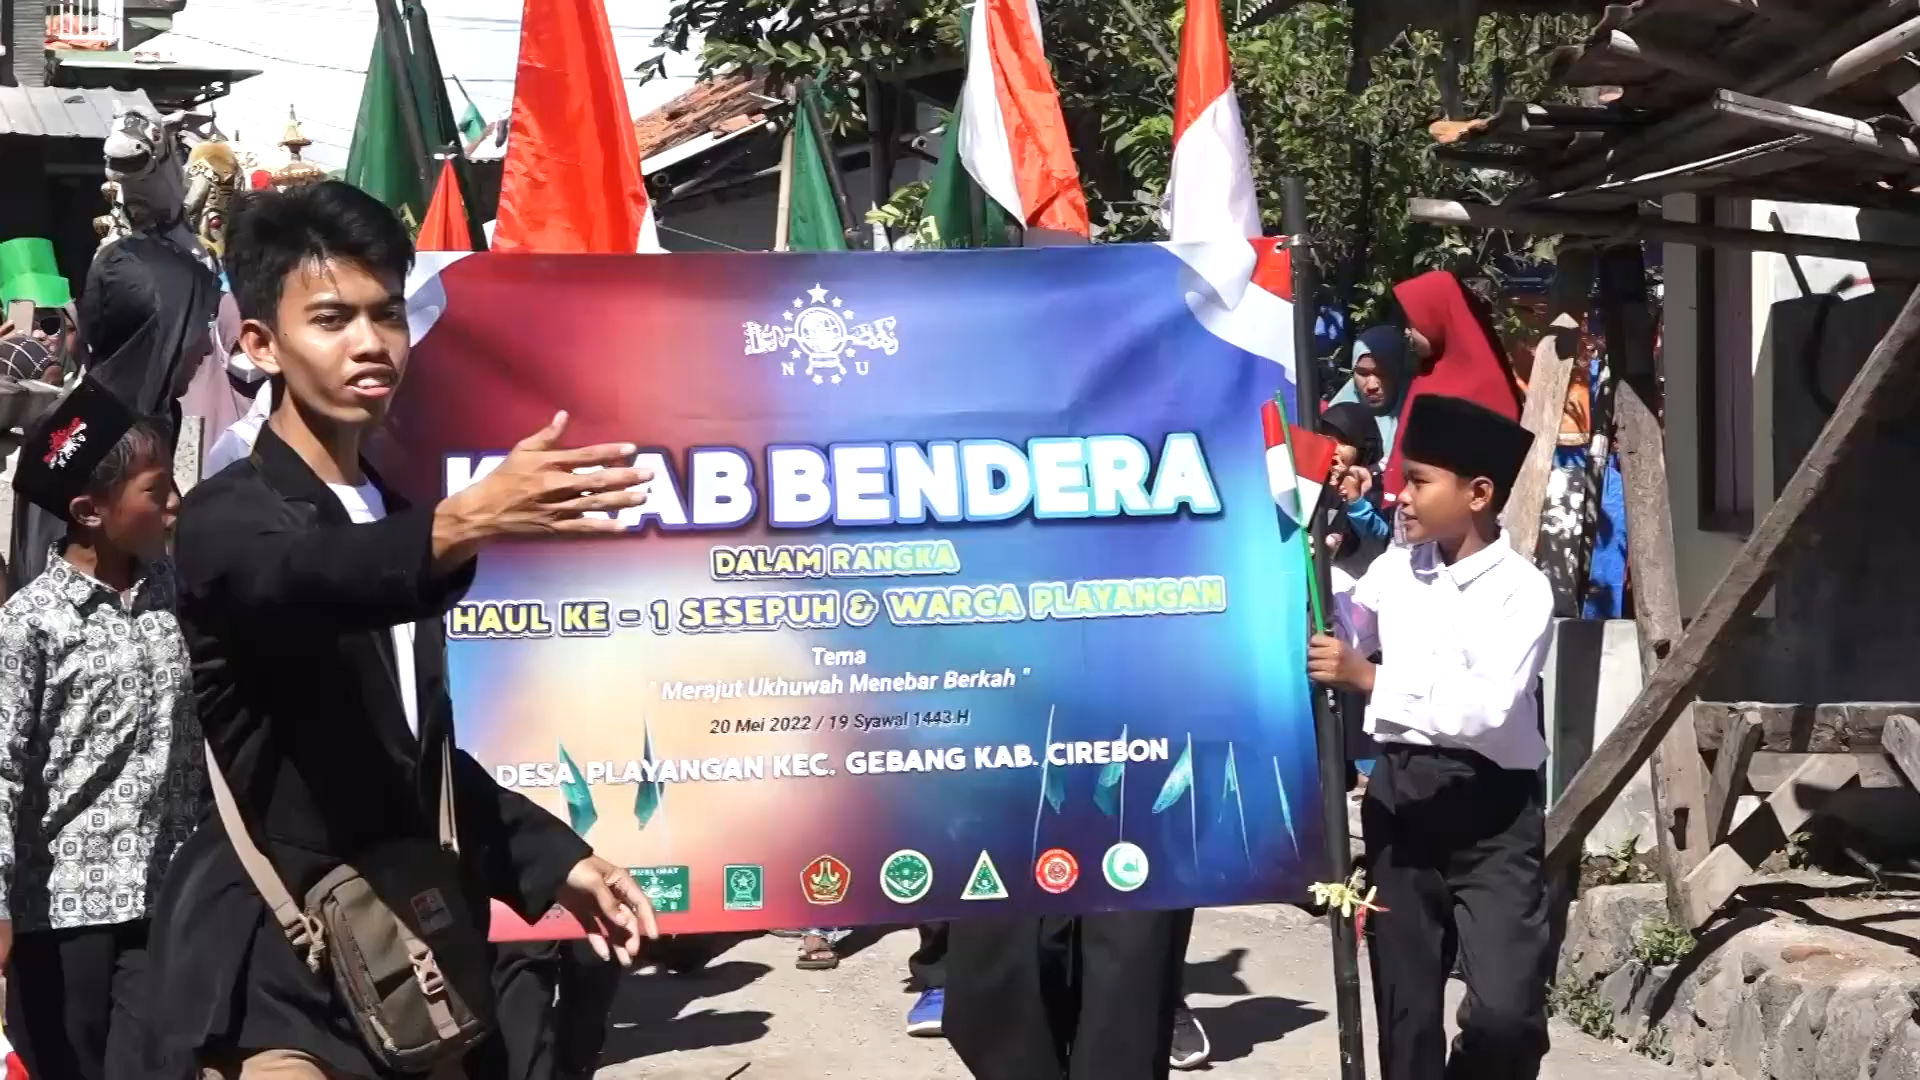 N U
BENDERA
DALAM RANGKA
HAUL KE - 1 SESEPUH & WARGA PLAYANGAN
Tema
" Merajut Ukhuwah Menebar Berkah "
20 Mei 2022 / 19 Syawal 1443.H
DESA PLAYANGAN KEC. GEBANG KAB. CIREBON
MUSLIMAT